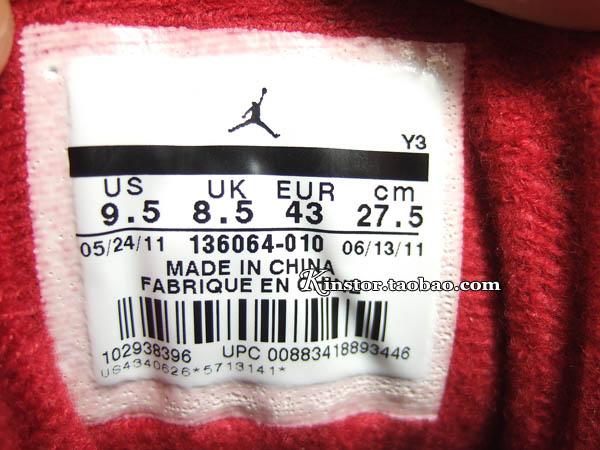 Y3
US UK EUR cm
9.5 8.5 43 27.5
05/24/11 136064-010 06/13/11
MADE IN CHINA
FABRIQUE EN
Kinstor.taobao.com
102938396 UPC 00883418893446
US4340626*5713141*